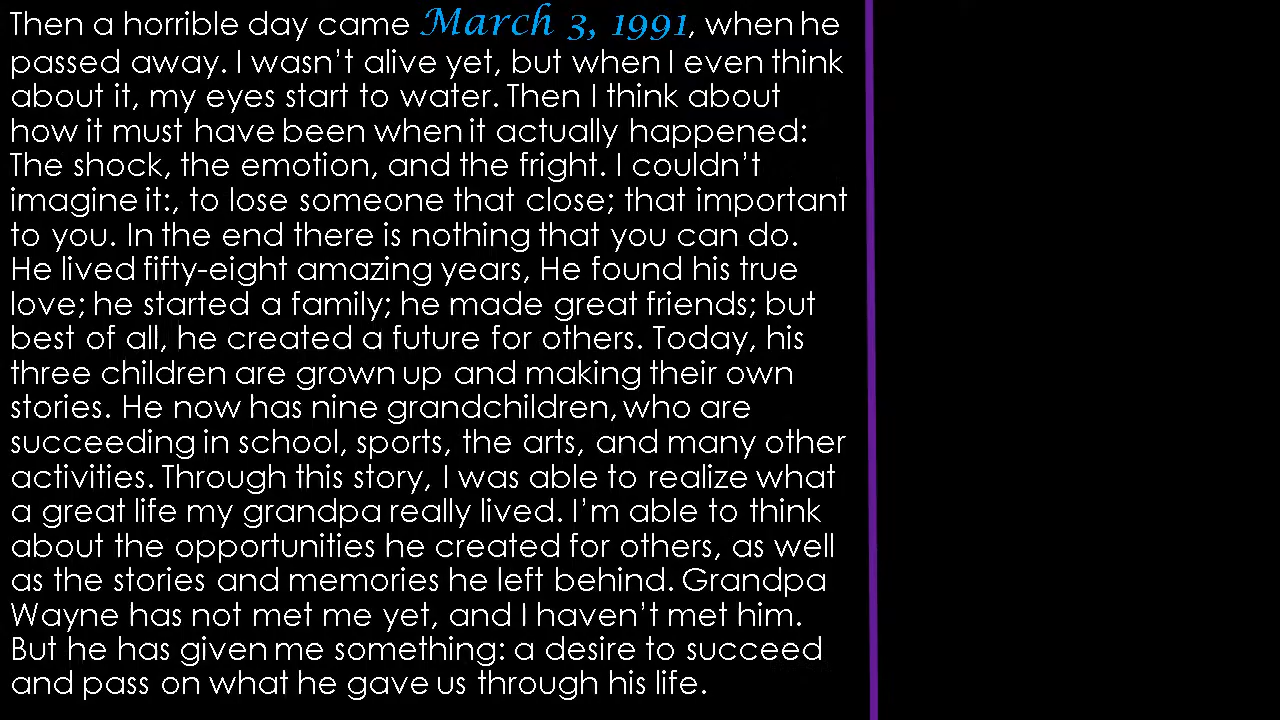 Then a horrible day came March 3, 1991, when he
passed away. I wasn’t alive yet, but when I even think
about it, my eyes start to water. Then I think about
how it must have been when it actually happened:
The shock, the emotion, and the fright. I couldn’t
imagine it:, to lose someone that close; that important
to you. In the end there is nothing that you can do.
He lived fifty-eight amazing years, He found his true
love; he started a family; he made great friends; but
best of all, he created a future for others. Today, his
three children are grown up and making their own
stories. He now has nine grandchildren, who are
succeeding in school, sports, the arts, and many other
activities. Through this story, I was able to realize what
a great life my grandpa really lived. I’m able to think
about the opportunities he created for others, as well
as the stories and memories he left behind. Grandpa
Wayne has not met me yet, and I haven’t met him.
But he has given me something: a desire to succeed
and pass on what he gave us through his life.